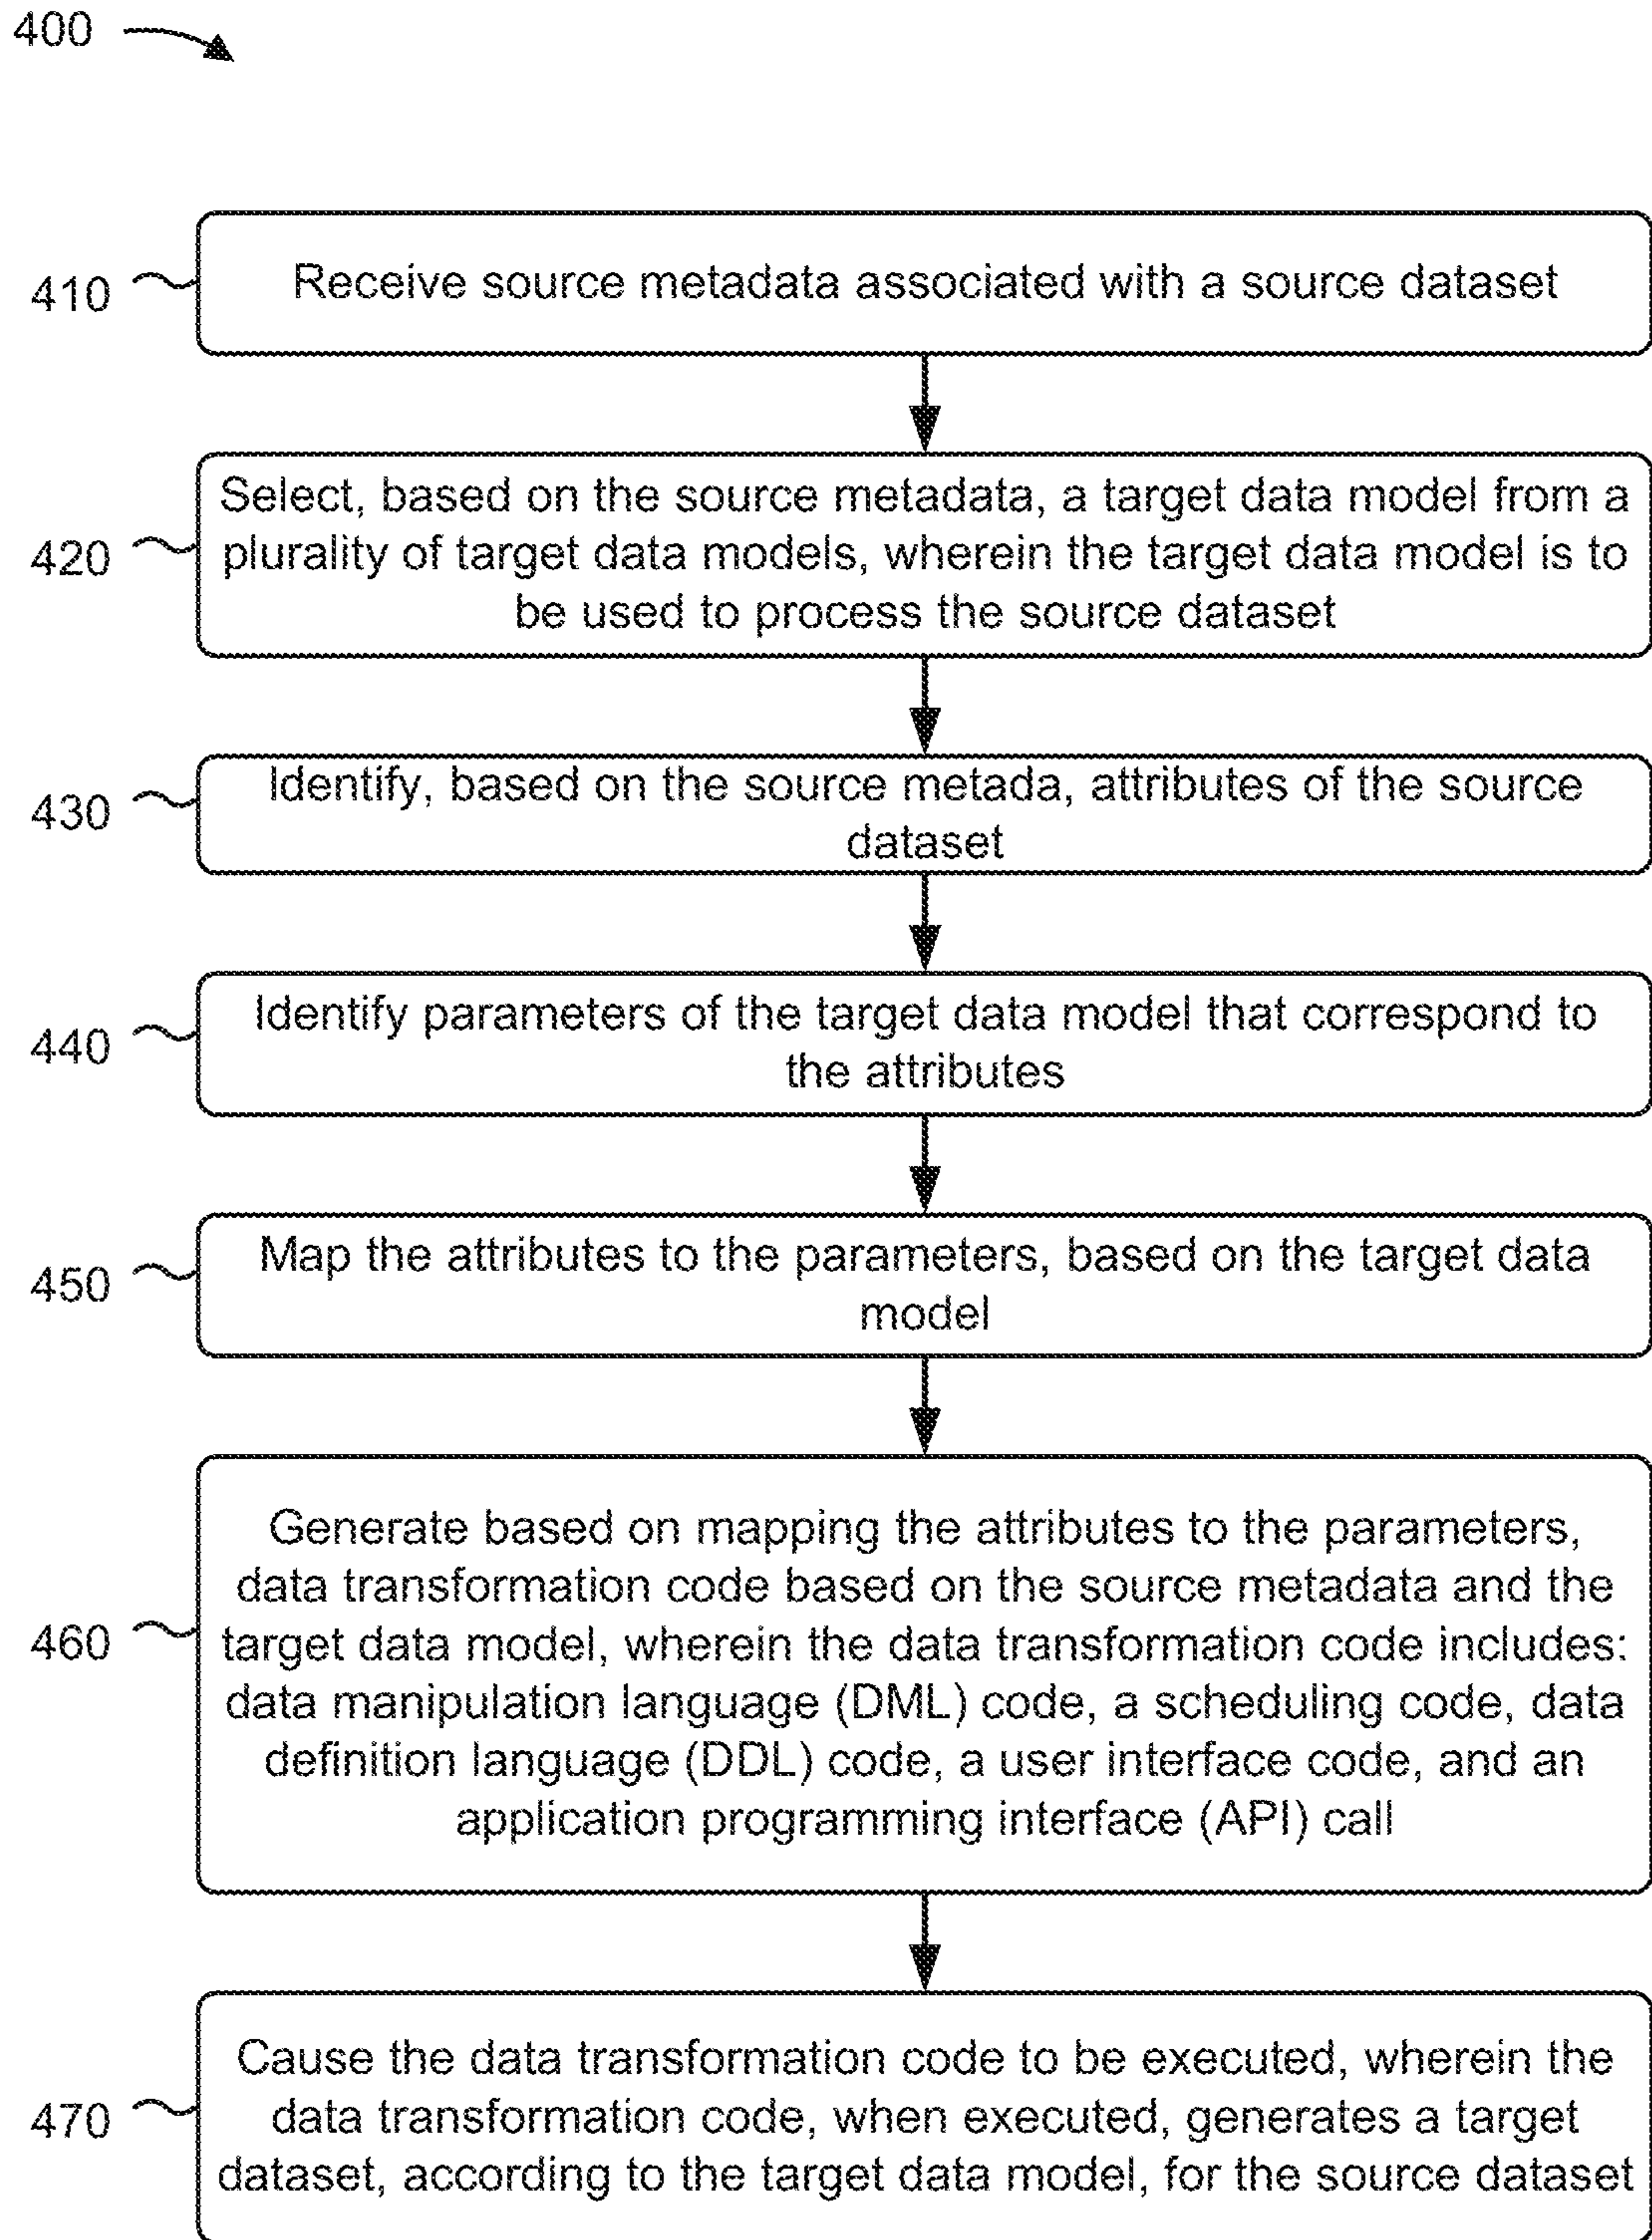 400
410
Receive source metadata associated with a source dataset
420
Select, based on the source metadata, a target data model from a
plurality of target data models, wherein the target data model is to
be used to process the source dataset
430
Identify, based on the source metada, attributes of the source
dataset
440
Identify parameters of the target data model that correspond to
the attributes
450
Map the attributes to the parameters, based on the target data
model
460
Generate based on mapping the attributes to the parameters,
data transformation code based on the source metadata and the
target data model, wherein the data transformation code includes:
data manipulation language (DML) code, a scheduling code, data
definition language (DDL) code, a user interface code, and an
application programming interface (API) call
470
Cause the data transformation code to be executed, wherein the
data transformation code, when executed, generates a target
dataset, according to the target data model, for the source dataset